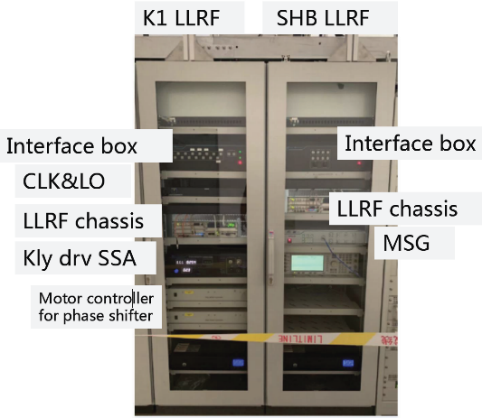 K1 LLRF
SHB LLRF
Interface box
CLK&LO
LLRF chassis
Kly drv SSA
Motor controller
for phase shifter
Interface box
LLRF chassis
MSG
LIMITLINE